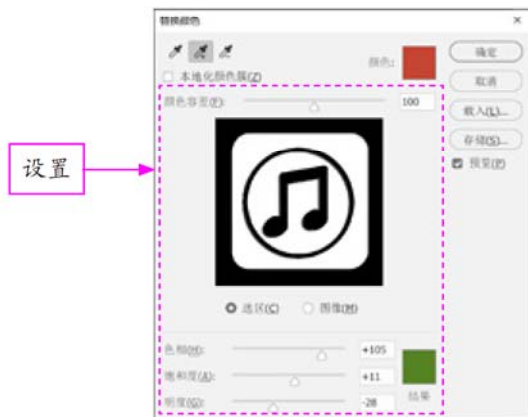 替换颜色
颜色:
确定
本地化颜色簇(Z)
取消
颜色容差(F):
100
载入(L)...
存储(S)...
预览(P)
设置
选区(C)
图像(M)
色相(H):
+105
饱和度(A):
+11
结果
明度(G):
-28